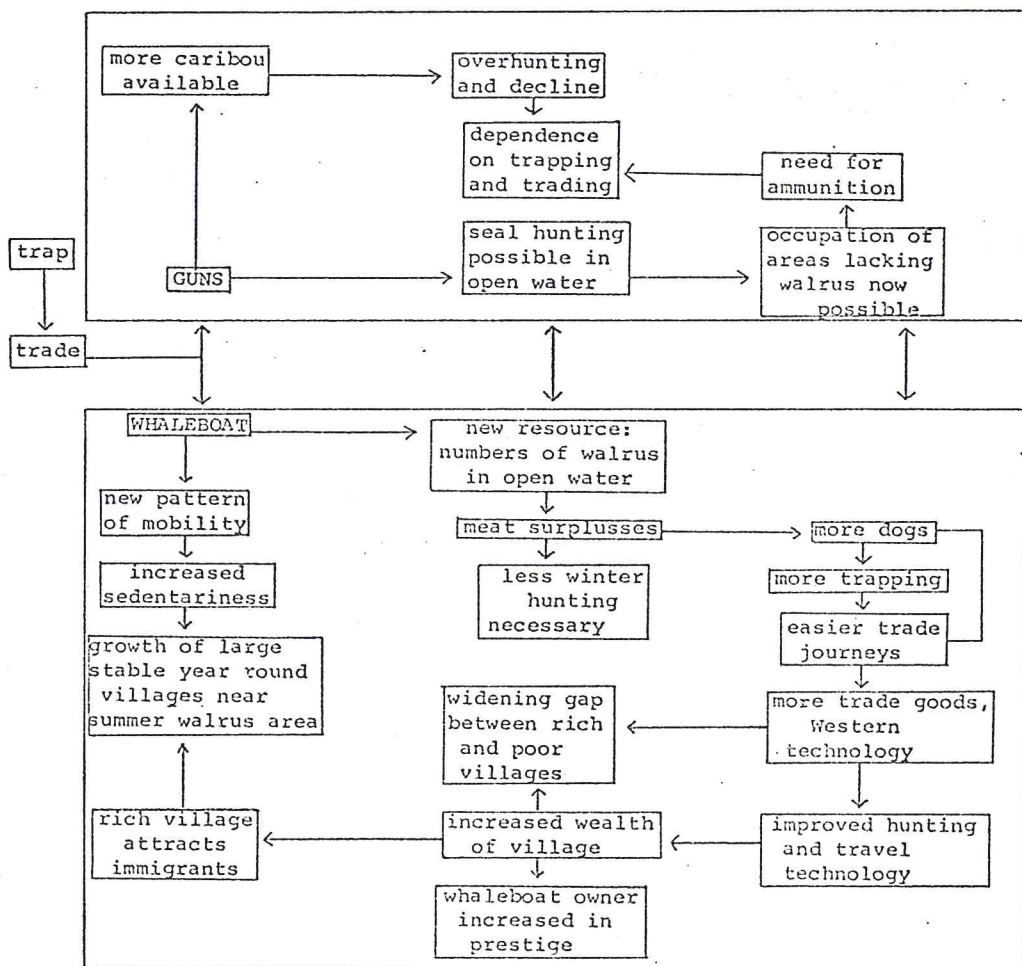 more caribou
available
overhunting
and decline
dependence
on trapping
and trading
need for
ammunition
trap
GUNS
seal hunting
possible in
open water
occupation of
areas lacking
walrus now
possible
trade
WHALEBOAT
new resource:
numbers of walrus
in open water
new pattern
of mobility
meat surplusses
more dogs
increased
sedentariness
less winter
hunting
necessary
more trapping
easier trade
journeys
growth of large
stable year round
villages near
summer walrus area
widening gap
between rich
and poor
villages
more trade goods,
Western
technology
rich village
attracts
immigrants
increased wealth
of village
improved hunting
and travel
technology
whaleboat owner
increased in
prestige